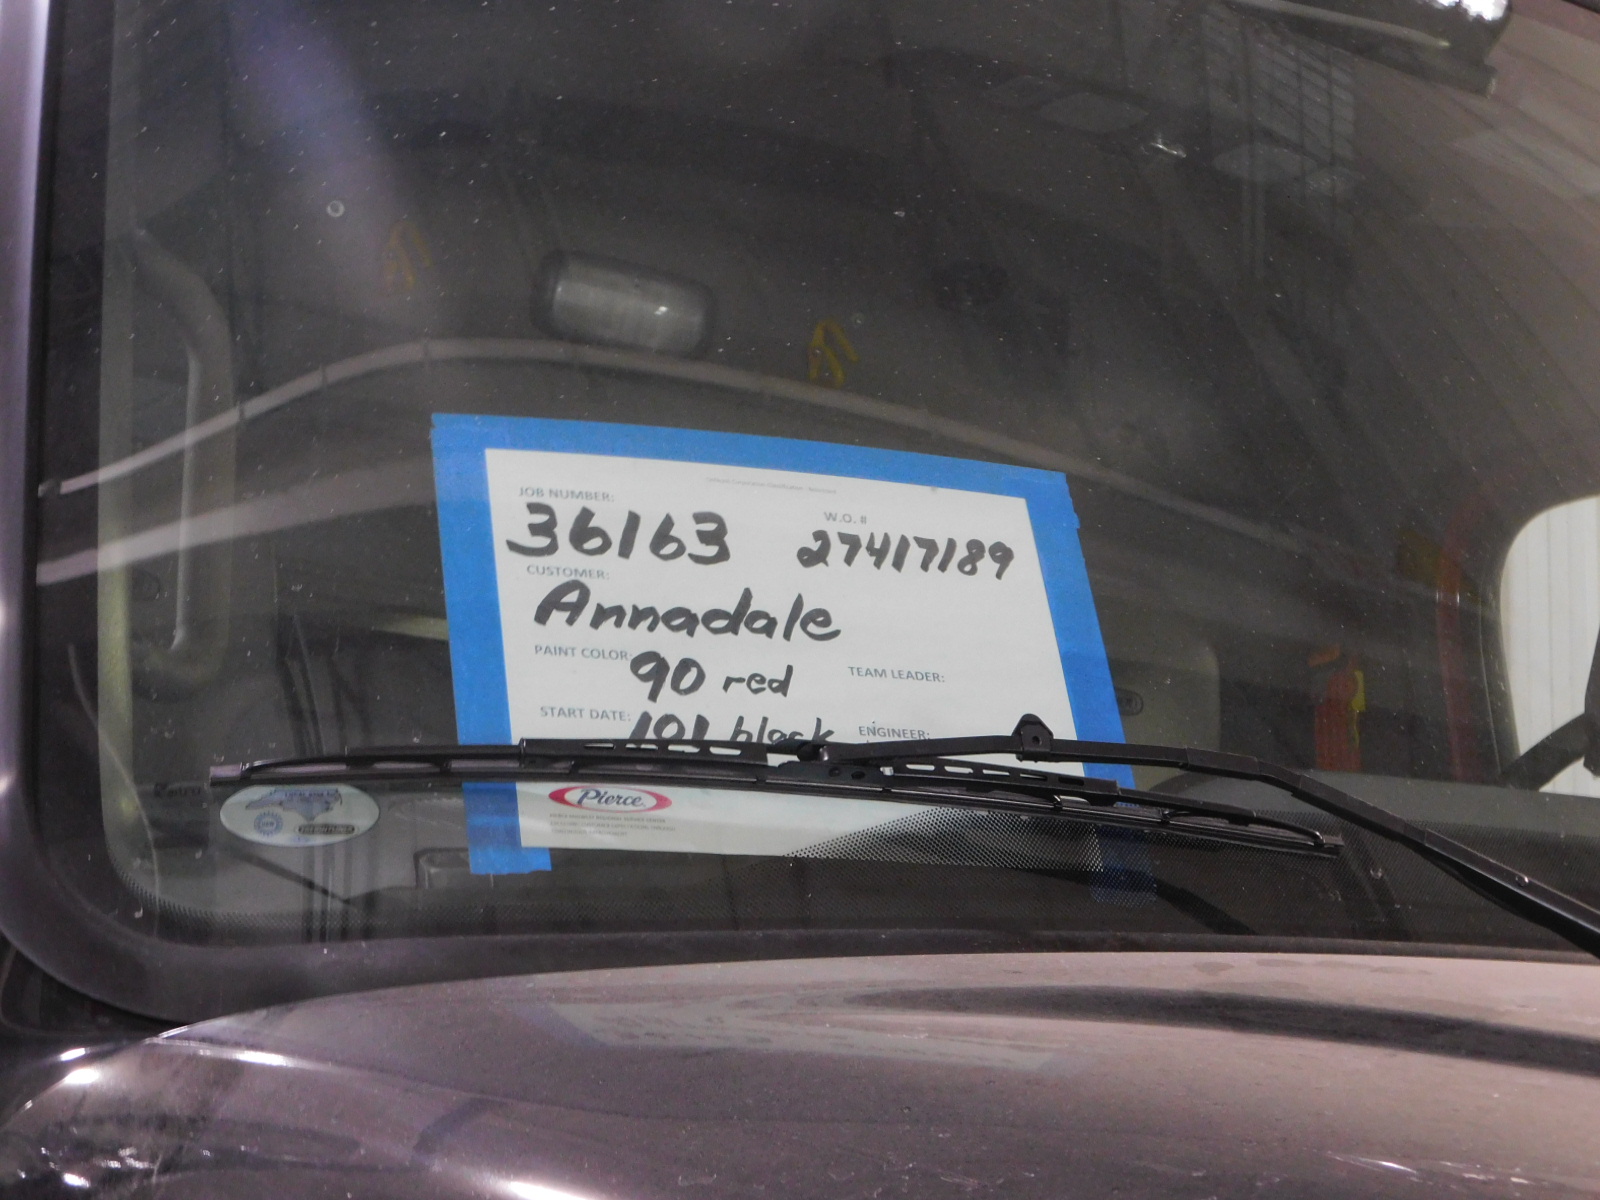 JOB NUMBER: W.O. #
36163 27417189
CUSTOMER:
Annadale
PAINT COLOR: 90 red TEAM LEADER:
START DATE: 101 black ENGINEER:
Pierce